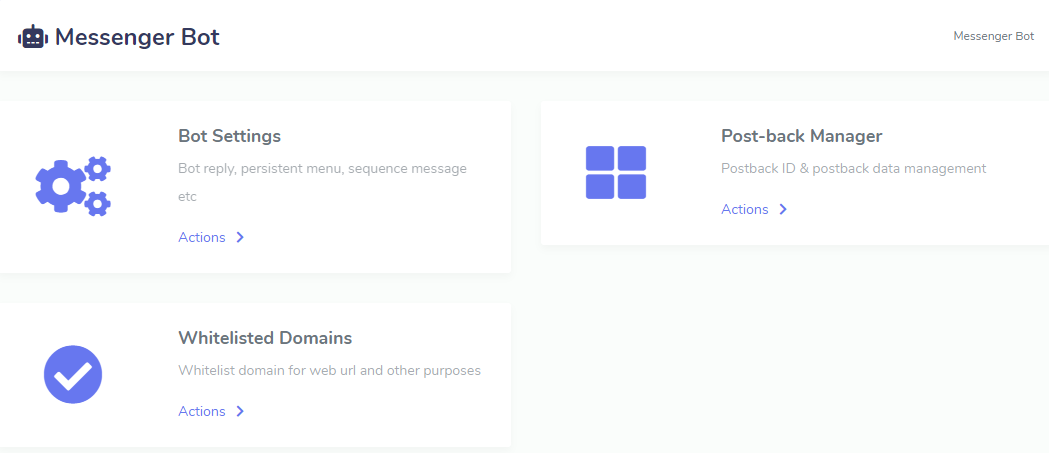 Messenger Bot
Messenger Bot
Bot Settings
Bot reply, persistent menu, sequence message
etc
Actions
Post-back Manager
Postback ID & postback data management
Actions
Whitelisted Domains
Whitelist domain for web url and other purposes
Actions